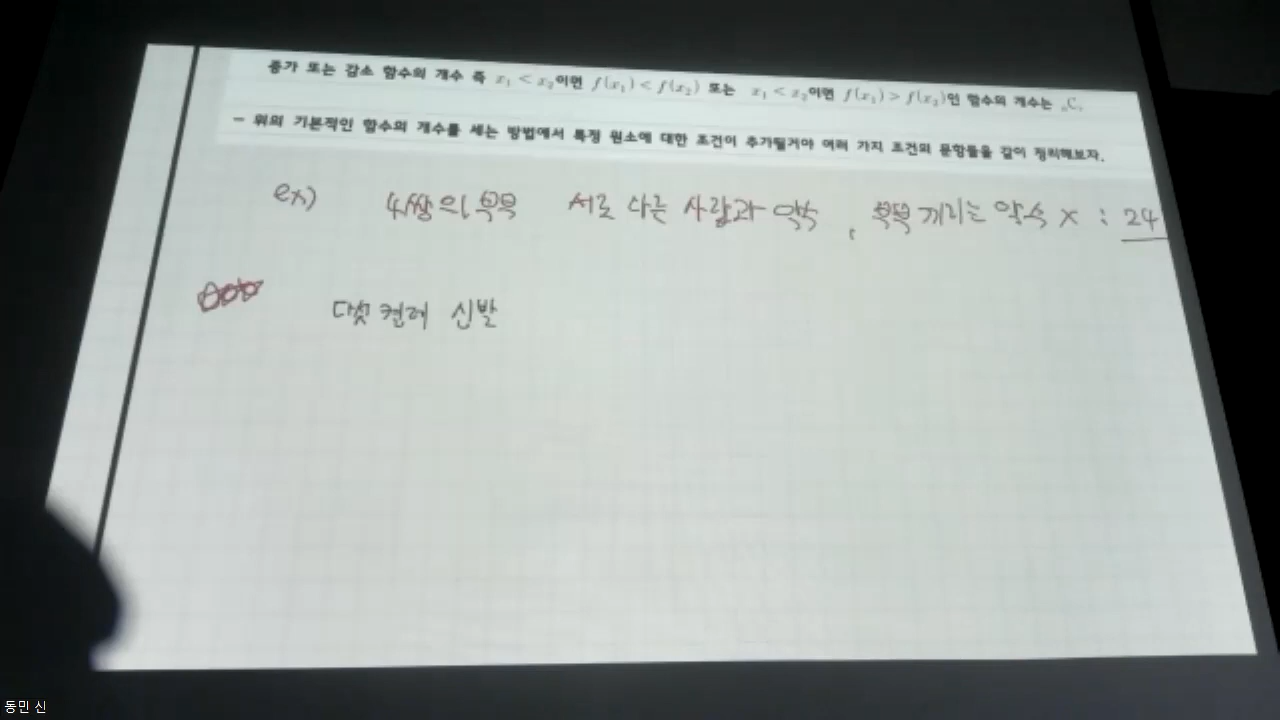 증가 또는 감소 함수의 개수 즉 x₁ < x₂이면 f(x₁) < f(x₂) 또는 x₁ < x₂이면 f(x₁) > f(x₂)인 함수의 개수는 ₙCᵣ
- 위의 기본적인 함수의 개수를 세는 방법에서 특정 원소에 대한 조건이 추가될거야 여러 가지 조건의 문항들을 같이 정리해보자.
ex) 4쌍의 부부 서로 다른 사람과 악수, 부부끼리는 악수 X : 24
다섯 켤레 신발
동민 신